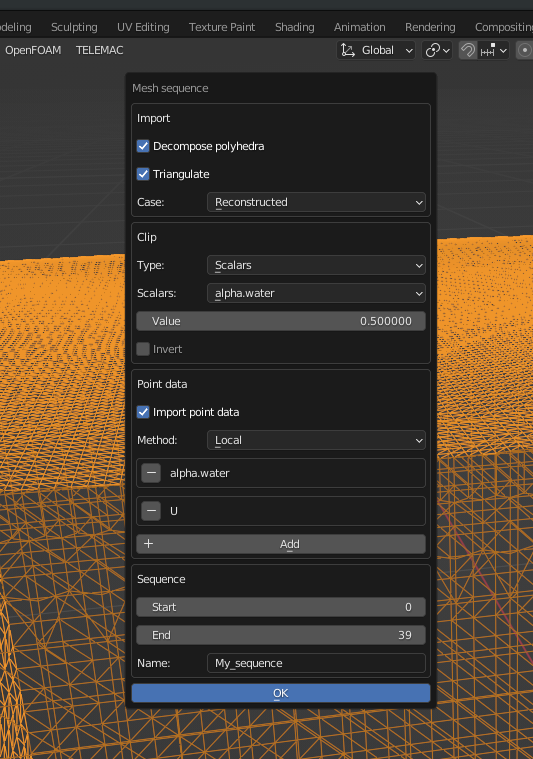 deling Sculpting UV Editing Texture Paint Shading Animation Rendering Compositin
OpenFOAM TELEMAC Global
Mesh sequence
Import
Decompose polyhedra
Triangulate
Case: Reconstructed
Clip
Type: Scalars
Scalars: alpha.water
Value 0.500000
Invert
Point data
Import point data
Method: Local
alpha.water
U
+ Add
Sequence
Start 0
End 39
Name: My_sequence
OK